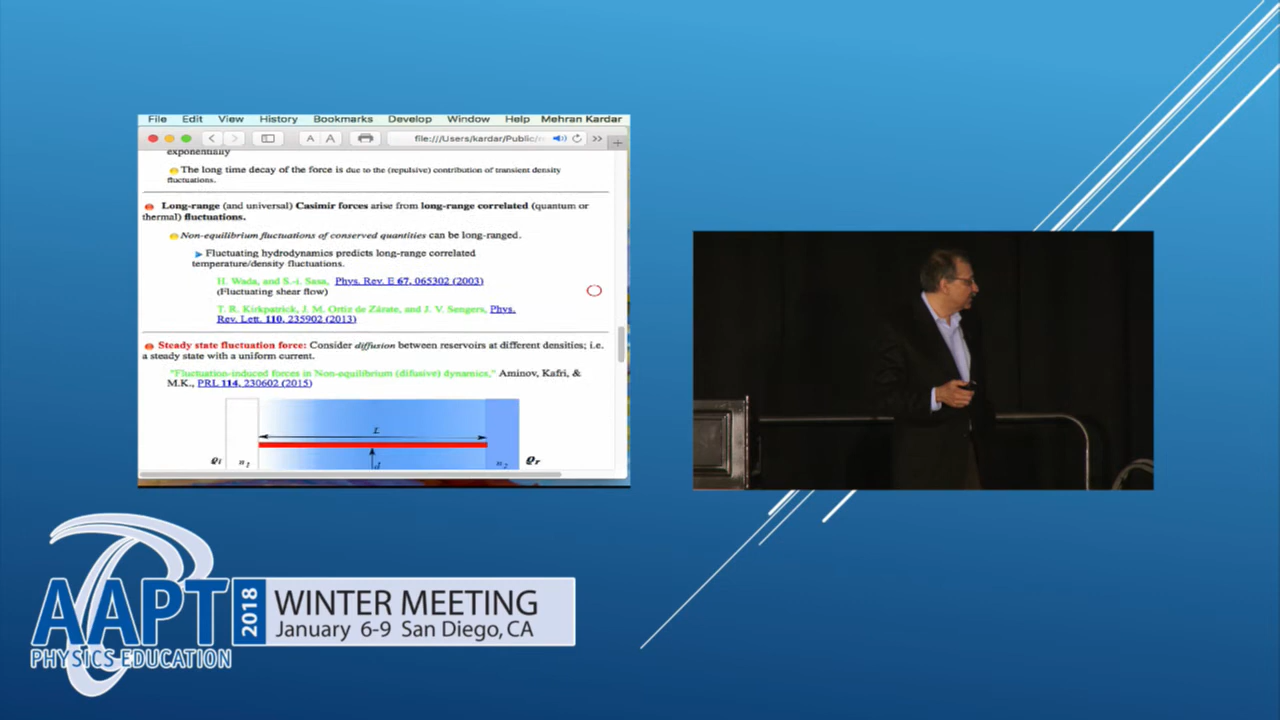 File Edit View History Bookmarks Develop Window Help Mehran Kardar
A A file:///Users/kardar/Public/
exponentially
The long time decay of the force is due to the (repulsive) contribution of transient density
fluctuations.
Long-range (and universal) Casimir forces arise from long-range correlated (quantum or
thermal) fluctuations.
Non-equilibrium fluctuations of conserved quantities can be long-ranged.
Fluctuating hydrodynamics predicts long-range correlated
temperature/density fluctuations.
H. Wada, and S.-i. Sasa, Phys. Rev. E 67, 065302 (2003)
(Fluctuating shear flow)
T. R. Kirkpatrick, J. M. Ortiz de Zárate, and J. V. Sengers, Phys.
Rev. Lett. 110, 235902 (2013)
Steady state fluctuation force: Consider diffusion between reservoirs at different densities; i.e.
a steady state with a uniform current.
"Fluctuation-induced forces in Non-equilibrium (difusive) dynamics," Aminov, Kafri, &
M.K., PRL 114, 230602 (2015)
L
ϱl n1 d n2 ϱr
AAPT
PHYSICS EDUCATION
2018
WINTER MEETING
January 6-9 San Diego, CA